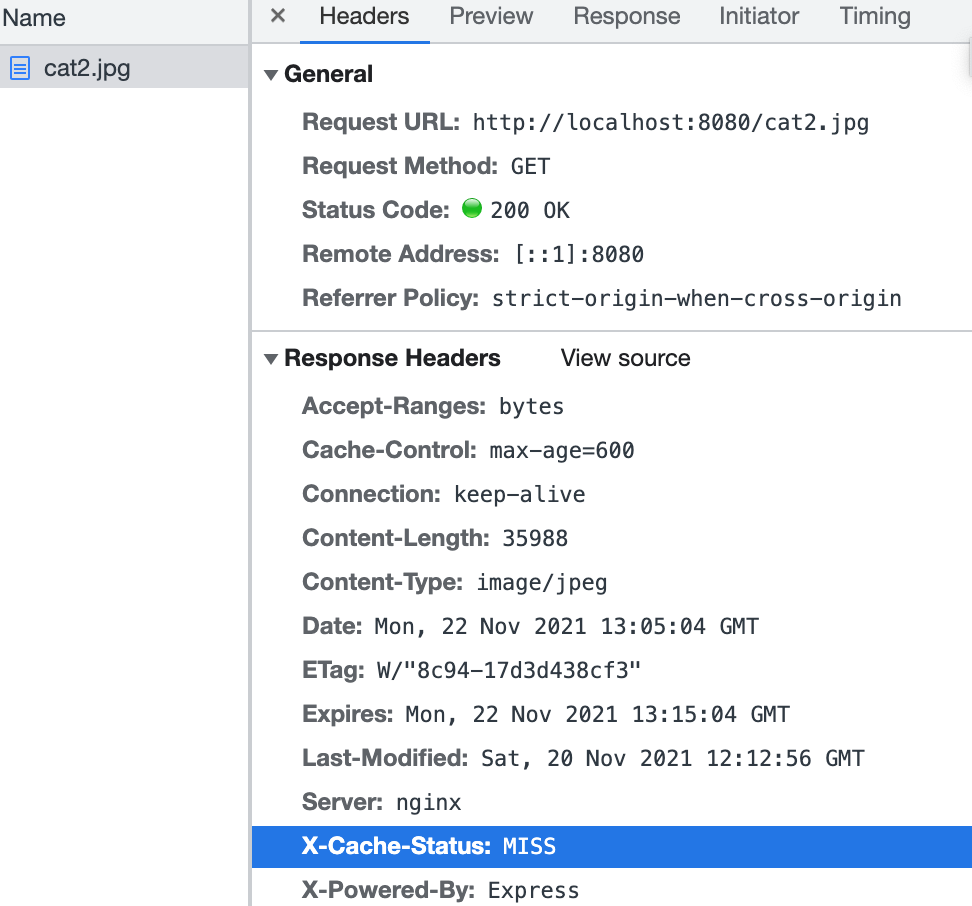 Name
cat2.jpg
× Headers Preview Response Initiator Timing
General
Request URL: http://localhost:8080/cat2.jpg
Request Method: GET
Status Code: 200 OK
Remote Address: [::1]:8080
Referrer Policy: strict-origin-when-cross-origin
Response Headers View source
Accept-Ranges: bytes
Cache-Control: max-age=600
Connection: keep-alive
Content-Length: 35988
Content-Type: image/jpeg
Date: Mon, 22 Nov 2021 13:05:04 GMT
ETag: W/"8c94-17d3d438cf3"
Expires: Mon, 22 Nov 2021 13:15:04 GMT
Last-Modified: Sat, 20 Nov 2021 12:12:56 GMT
Server: nginx
X-Cache-Status: MISS
X-Powered-By: Express